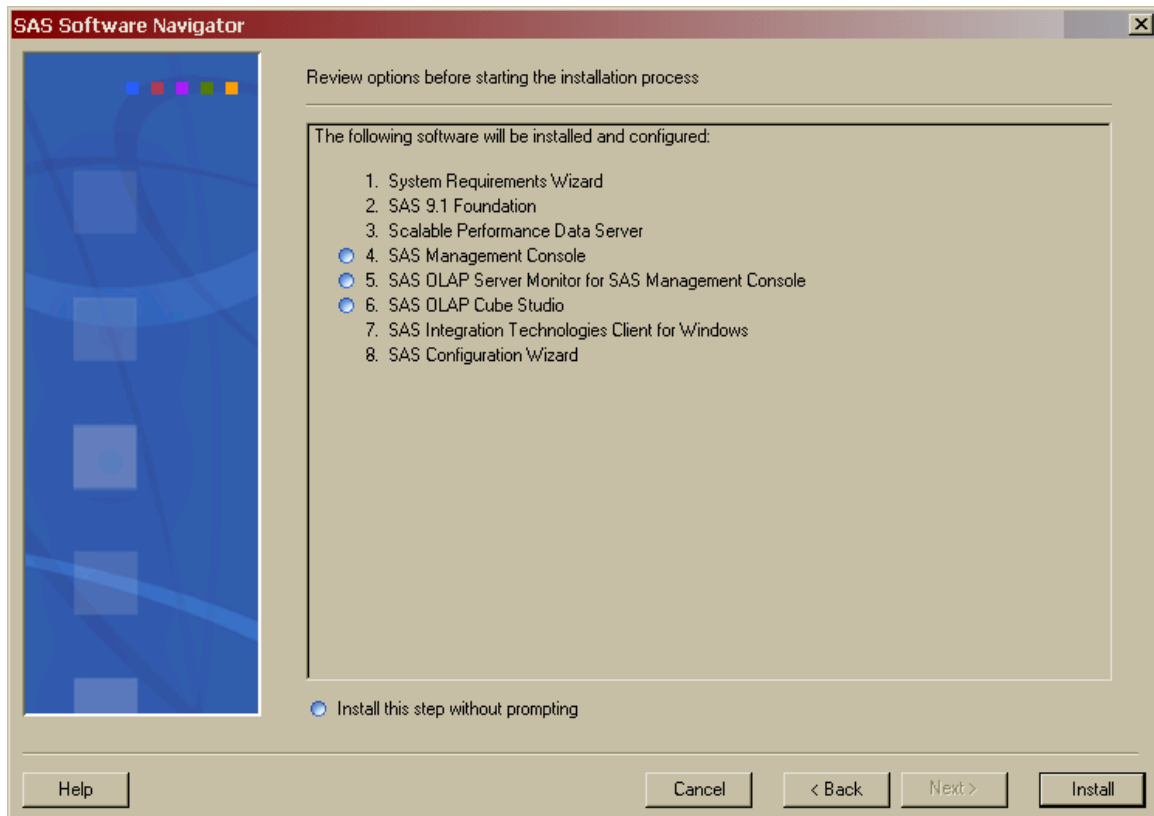 SAS Software Navigator
Review options before starting the installation process
The following software will be installed and configured:
1. System Requirements Wizard
2. SAS 9.1 Foundation
3. Scalable Performance Data Server
4. SAS Management Console
5. SAS OLAP Server Monitor for SAS Management Console
6. SAS OLAP Cube Studio
7. SAS Integration Technologies Client for Windows
8. SAS Configuration Wizard
Install this step without prompting
Help Cancel < Back Next > Install